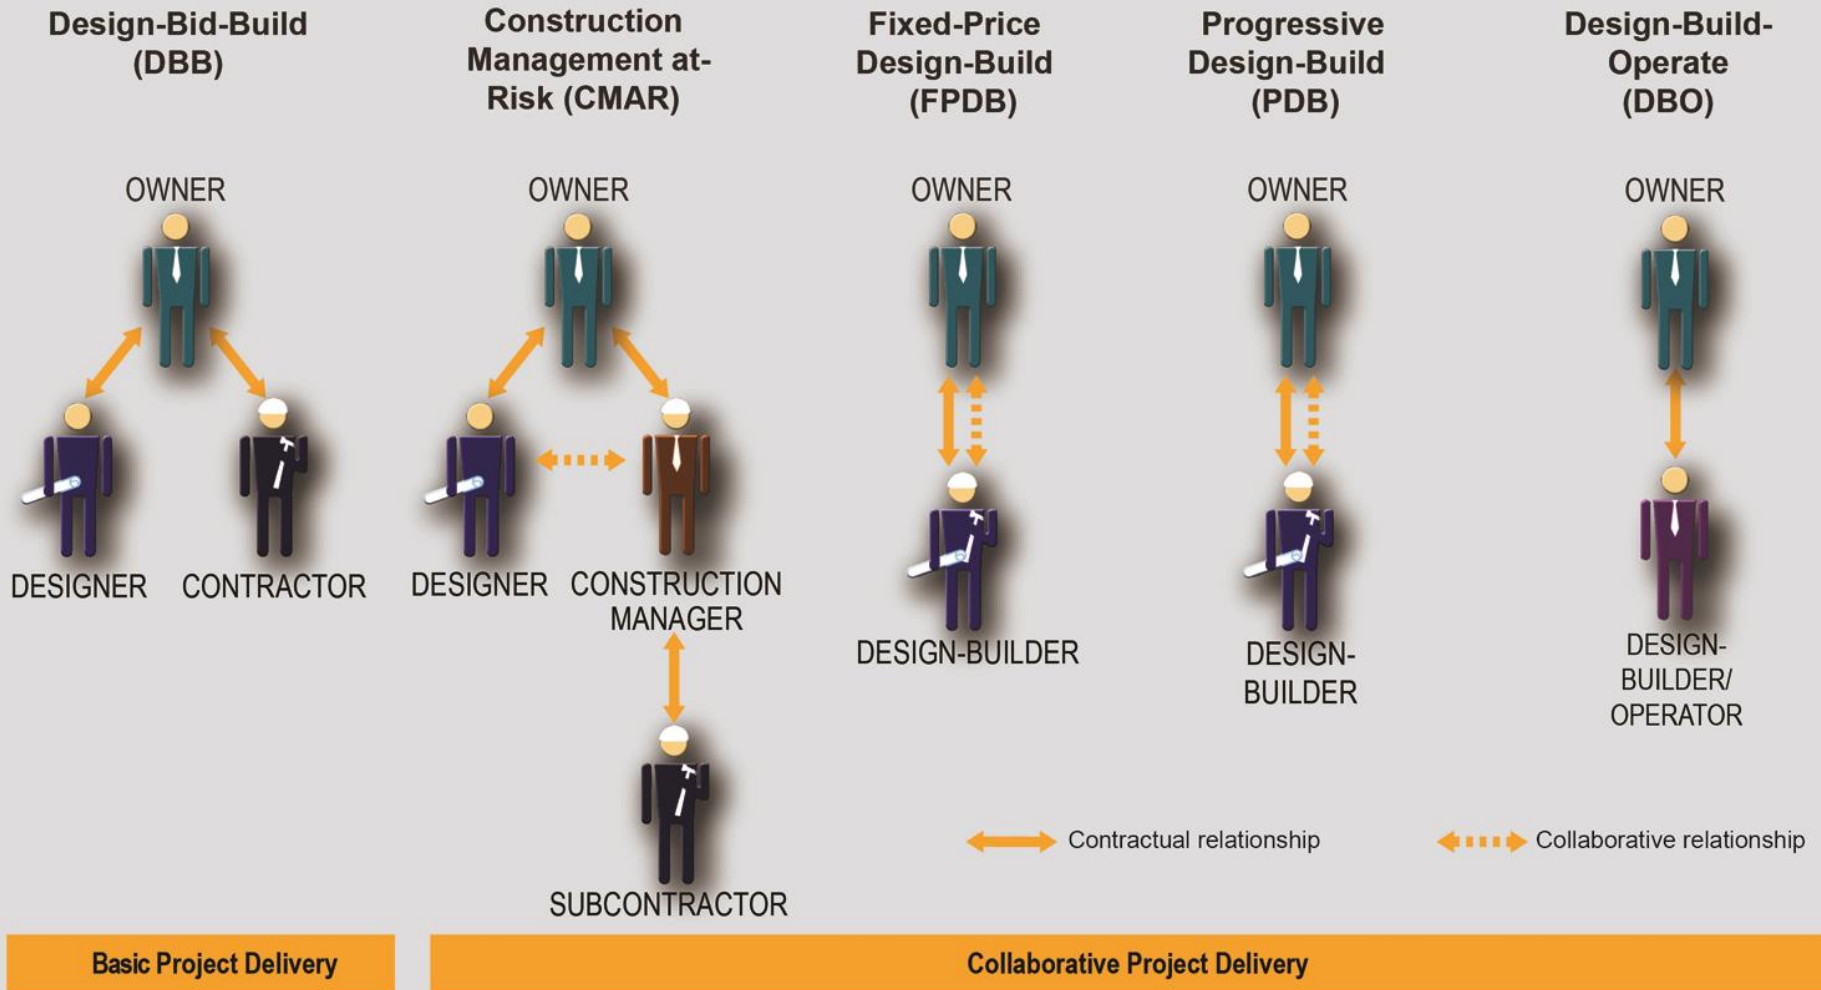 Design-Bid-Build
(DBB)
Construction
Management at-
Risk (CMAR)
Fixed-Price
Design-Build
(FPDB)
Progressive
Design-Build
(PDB)
Design-Build-
Operate
(DBO)
OWNER
OWNER
OWNER
OWNER
OWNER
DESIGNER
CONTRACTOR
DESIGNER
CONSTRUCTION
MANAGER
DESIGN-BUILDER
DESIGN-
BUILDER
DESIGN-
BUILDER/
OPERATOR
SUBCONTRACTOR
Contractual relationship
Collaborative relationship
Basic Project Delivery
Collaborative Project Delivery